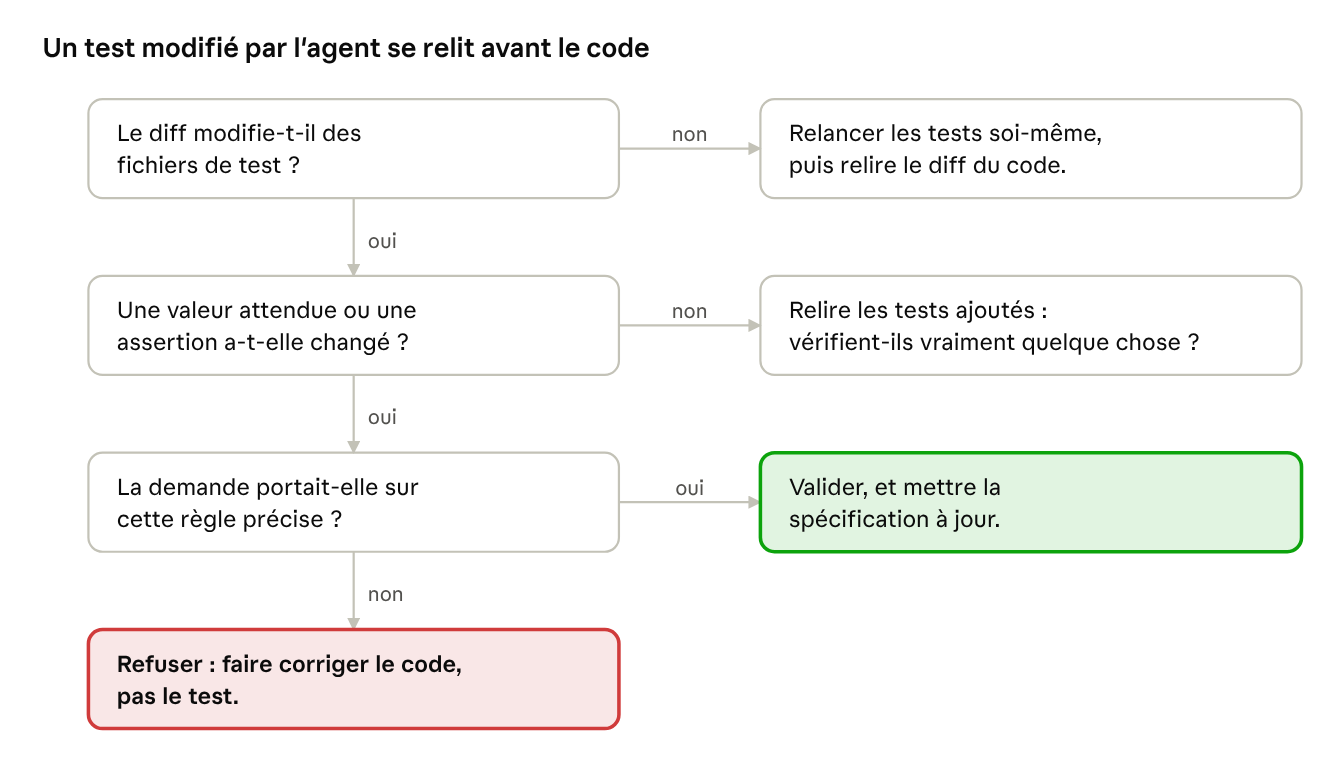 Un test modifié par l’agent se relit avant le code
Le diff modifie-t-il des
fichiers de test ?
non
Relancer les tests soi-même,
puis relire le diff du code.
oui
Une valeur attendue ou une
assertion a-t-elle changé ?
non
Relire les tests ajoutés :
vérifient-ils vraiment quelque chose ?
oui
La demande portait-elle sur
cette règle précise ?
oui
Valider, et mettre la
spécification à jour.
non
Refuser : faire corriger le code,
pas le test.